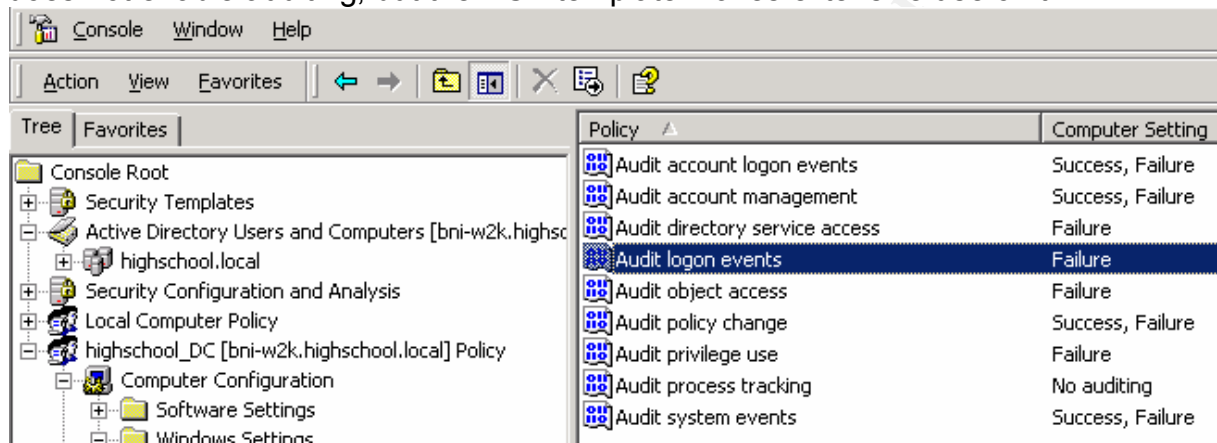 Console Window Help
Action View Favorites
Tree Favorites
Console Root
Security Templates
Active Directory Users and Computers [bni-w2k.highsc
highschool.local
Security Configuration and Analysis
Local Computer Policy
highschool_DC [bni-w2k.highschool.local] Policy
Computer Configuration
Software Settings
Windows Settings
Policy Computer Setting
Audit account logon events Success, Failure
Audit account management Success, Failure
Audit directory service access Failure
Audit logon events Failure
Audit object access Failure
Audit policy change Success, Failure
Audit privilege use Failure
Audit process tracking No auditing
Audit system events Success, Failure